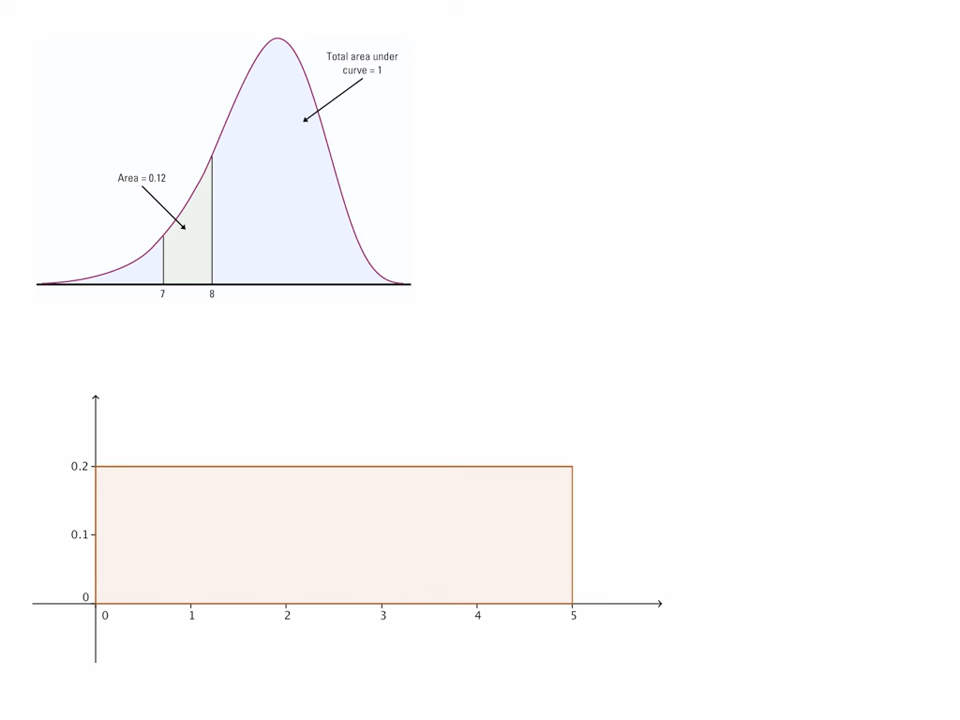 Total area under
curve = 1
Area = 0.12
7 8
0.2
0.1
0
0 1 2 3 4 5